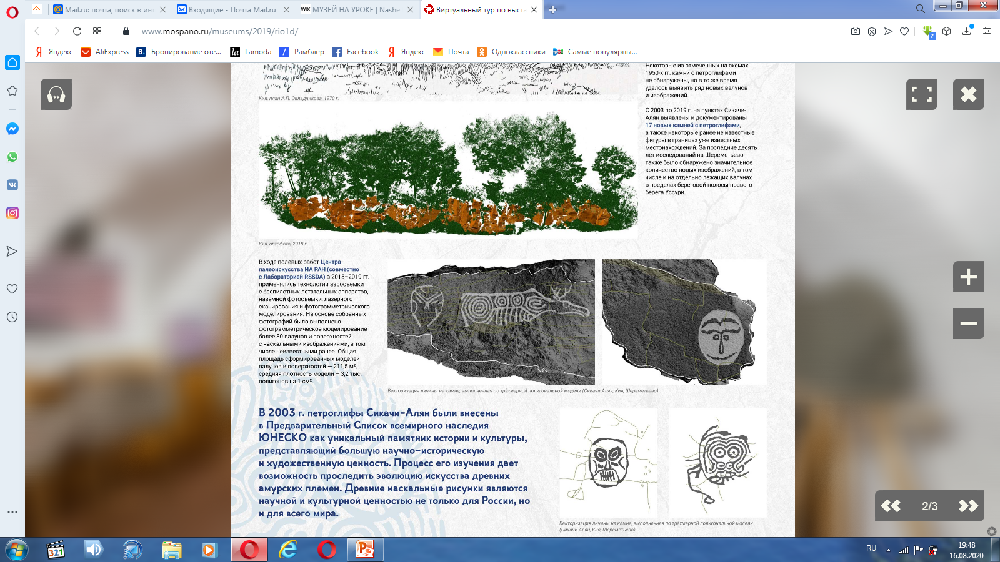 Mail.ru: почта, поиск в инт
Входящие - Почта Mail.ru
WIX МУЗЕЙ НА УРОКЕ | Nashe
Виртуальный тур по выста
www.mospano.ru/museums/2019/rio1d/
Яндекс
AliExpress
B. Бронирование оте...
la Lamoda
Рамблер
Facebook
Яндекс
Почта
Одноклассники
Самые популярны...
Некоторые из отмеченных на схемах
1950-х гг. камни с петроглифами
не обнаружены, но в то же время
удалось выявить ряд новых валунов
и изображений.
Кия, план А.П. Окладникова, 1970 г.
С 2003 по 2019 г. на пунктах Сикачи-
Алян выявлены и документированы
17 новых камней с петроглифами,
а также некоторые ранее не известные
фигуры в границах уже известных
местонахождений. За последние десять
лет исследований на Шереметьево
также было обнаружено значительное
количество новых изображений, в том
числе и на отдельно лежащих валунах
в пределах береговой полосы правого
берега Уссури.
Кия, ортофото, 2018 г.
В ходе полевых работ Центра
палеоискусства ИА РАН (совместно
с Лабораторией RSSDA) в 2015–2019 гг.
применялись технологии аэросъемки
с беспилотных летательных аппаратов,
наземной фотосъемки, лазерного
сканирования и фотограмметрического
моделирования. На основе собранных
фотографий было выполнено
фотограмметрическое моделирование
более 80 валунов и поверхностей
с наскальными изображениями, в том
числе неизвестными ранее. Общая
площадь сформированных моделей
валунов и поверхностей — 211,5 м²,
средняя плотность модели – 3,2 тыс.
полигонов на 1 см².
Векторизация личины на камне, выполненная по трёхмерной полигональной модели (Сикачи Алян, Кия, Шереметьево)
В 2003 г. петроглифы Сикачи-Алян были внесены
в Предварительный Список всемирного наследия
ЮНЕСКО как уникальный памятник истории и культуры,
представляющий большую научно-историческую
и художественную ценность. Процесс его изучения дает
возможность проследить эволюцию искусства древних
амурских племен. Древние наскальные рисунки являются
научной и культурной ценностью не только для России, но
и для всего мира.
Векторизация личины на камне, выполненная по трёхмерной полигональной модели
(Сикачи Алян, Кия, Шереметьево)
2/3
321
RU
19:48
16.08.2020